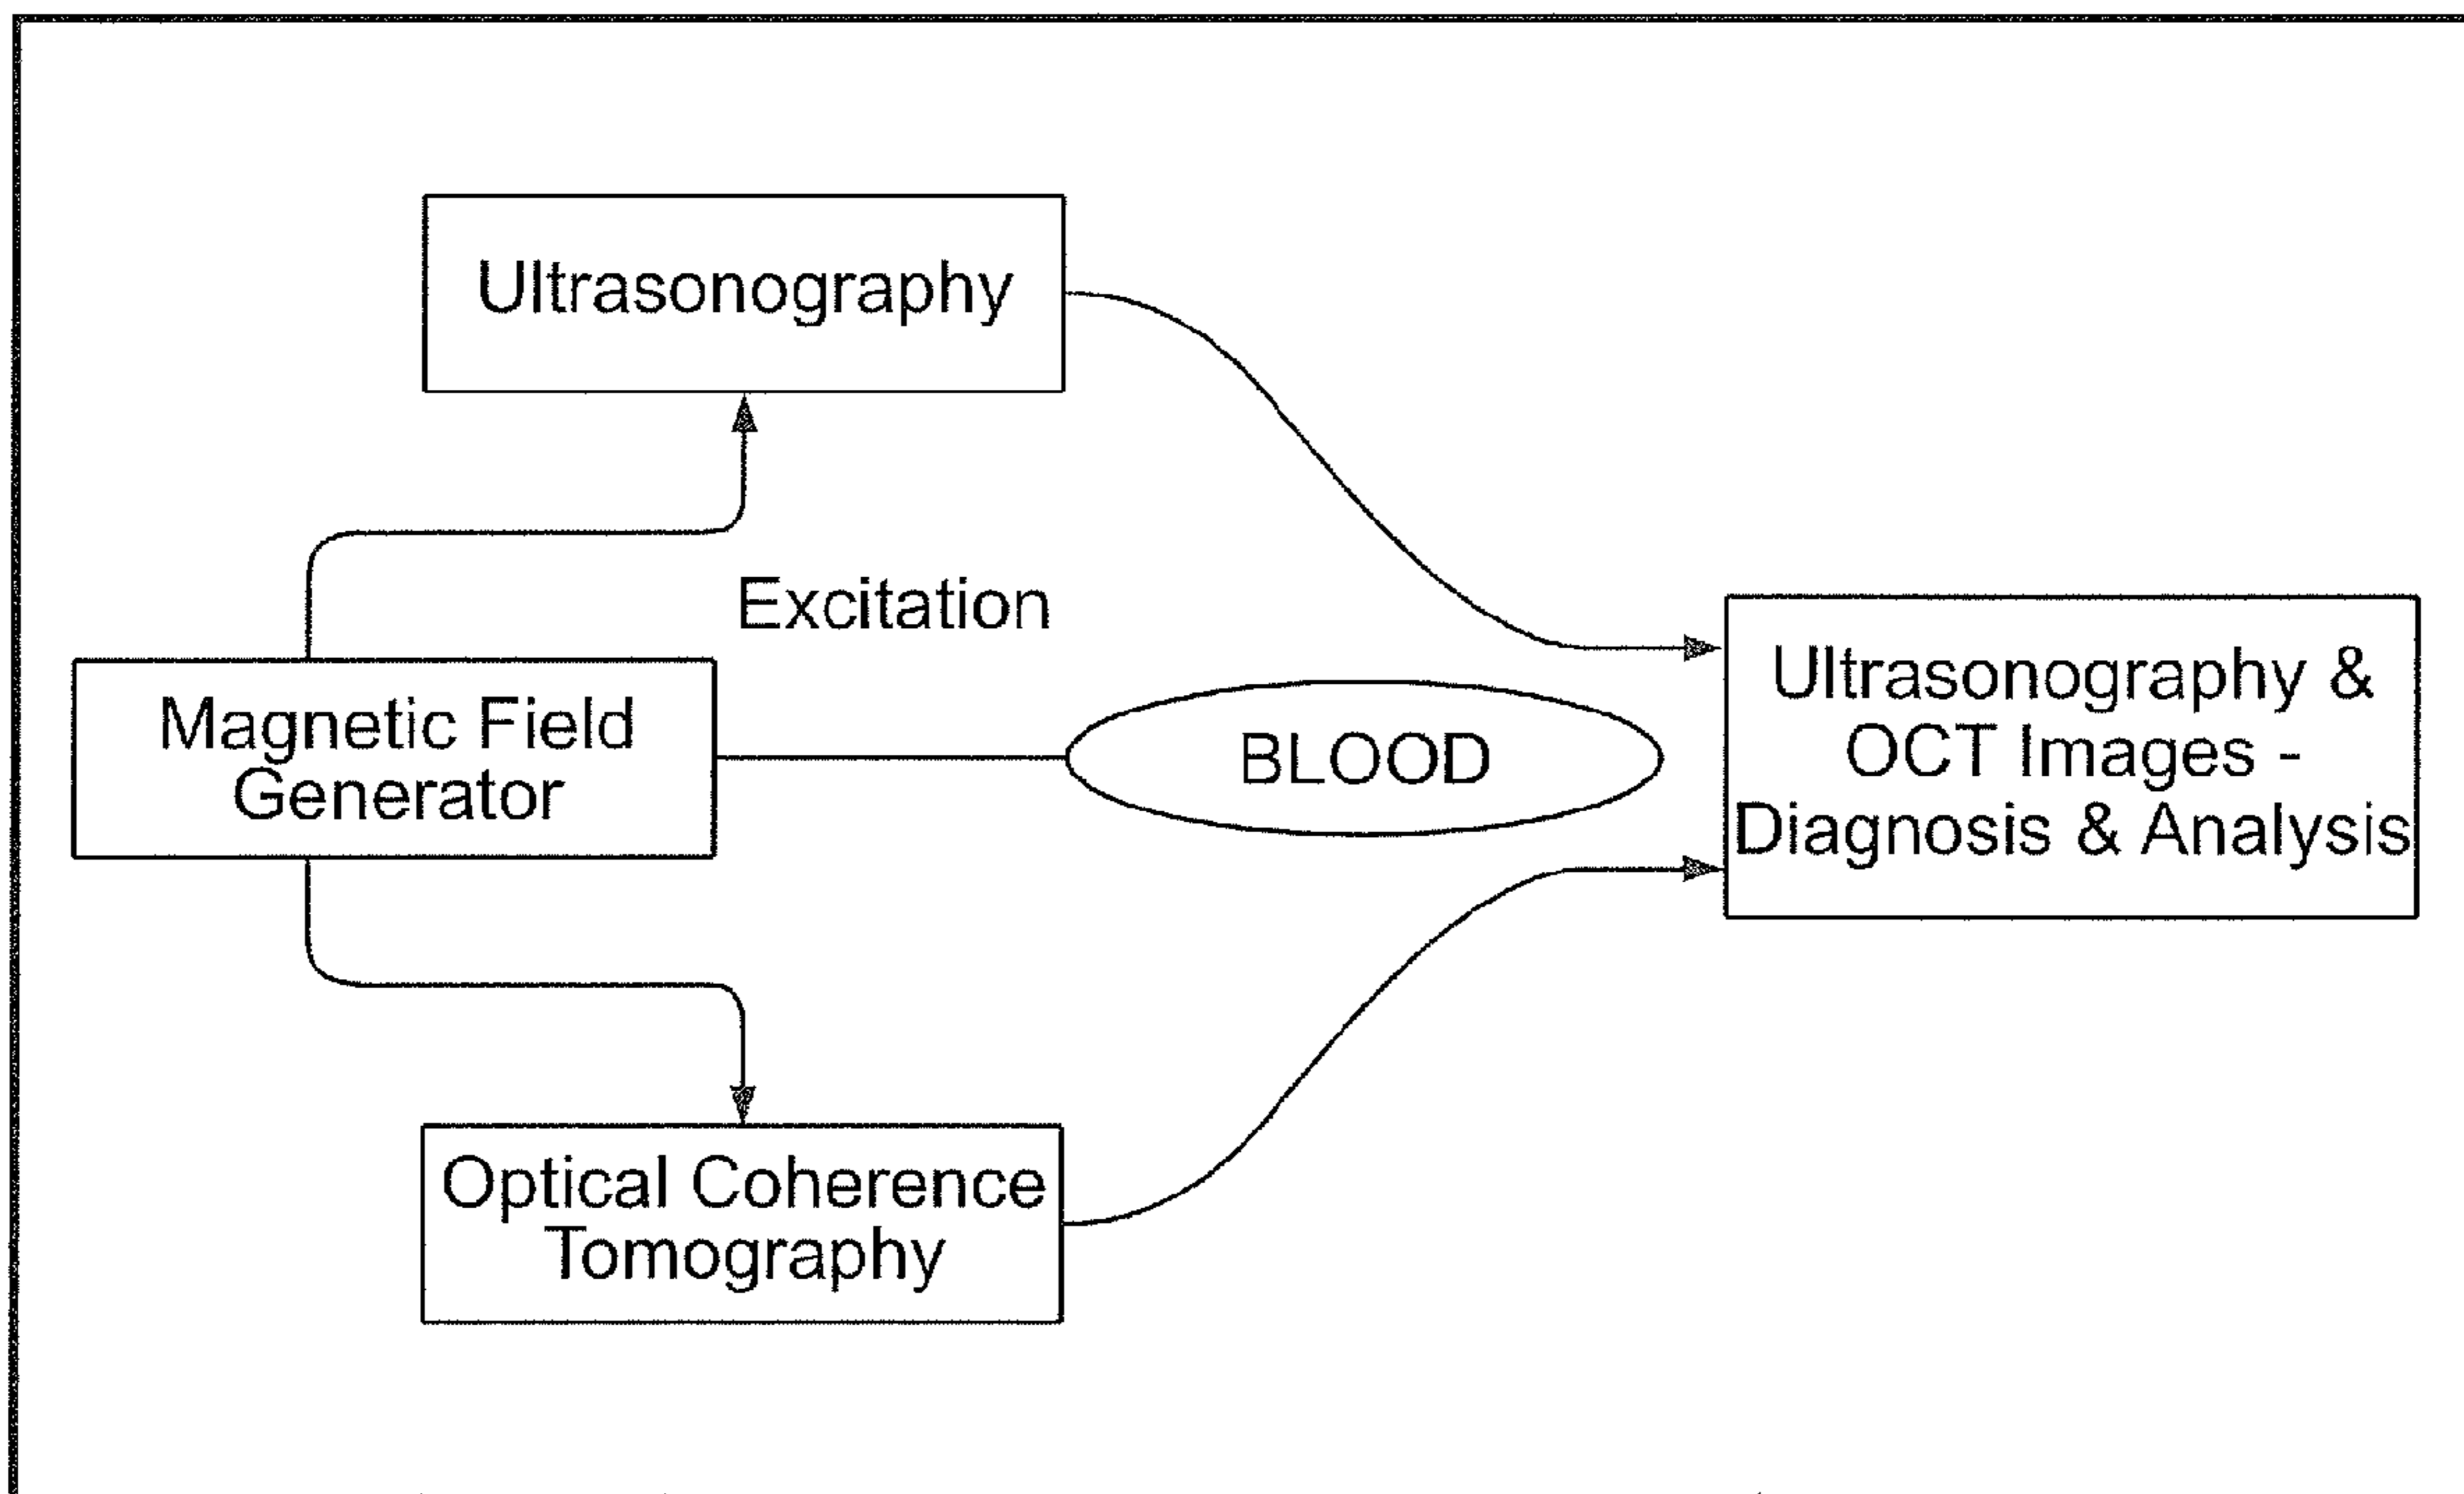 Ultrasonography
Excitation
Magnetic Field
Generator
BLOOD
Ultrasonography &
OCT Images -
Diagnosis & Analysis
Optical Coherence
Tomography